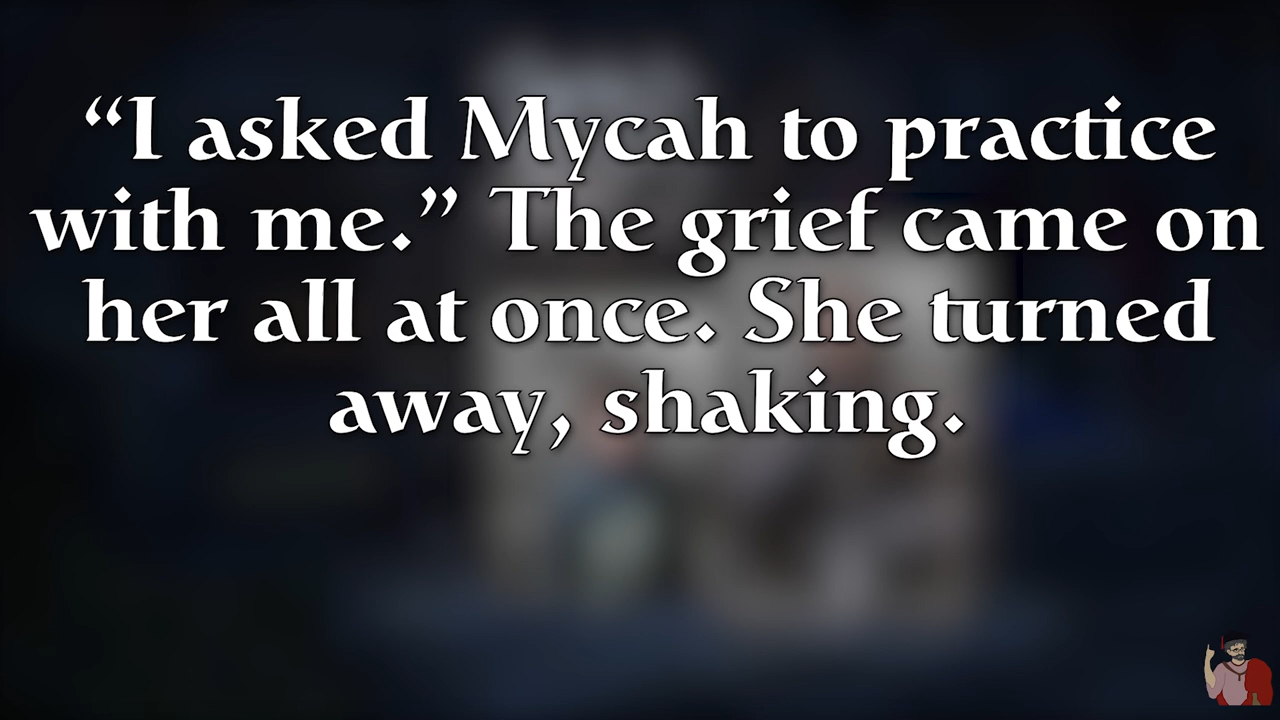 “I asked Mycah to practice
with me.” The grief came on
her all at once. She turned
away, shaking.